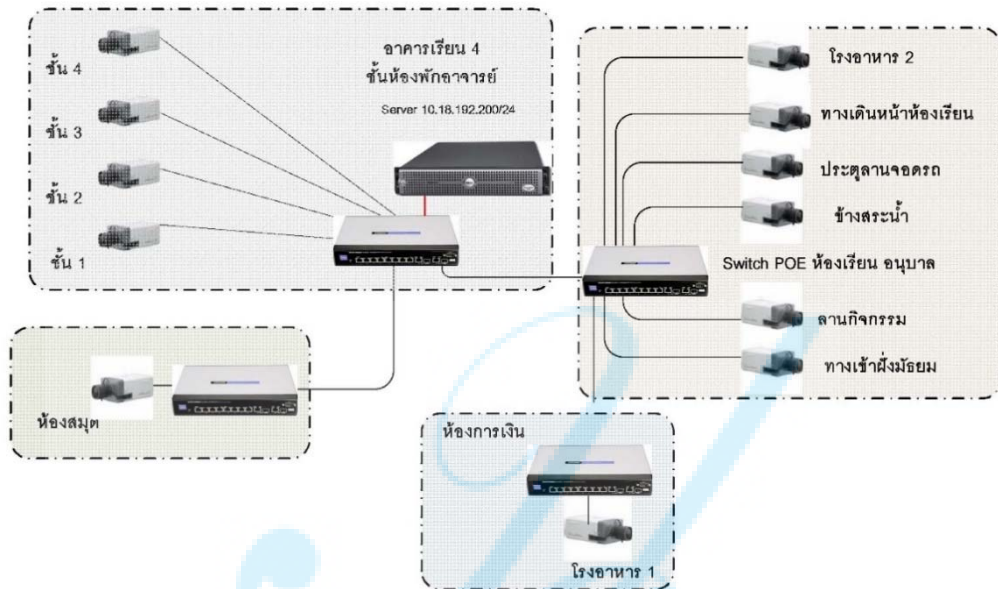 อาคารเรียน 4
ชั้นห้องพักอาจารย์
Server 10.18.192.200/24
ชั้น 4
ชั้น 3
ชั้น 2
ชั้น 1
โรงอาหาร 2
ทางเดินหน้าห้องเรียน
ประตูลานจอดรถ
ข้างสระน้ำ
Switch POE ห้องเรียน อนุบาล
ลานกิจกรรม
ทางเข้าฝั่งมัธยม
ห้องสมุด
ห้องการเงิน
โรงอาหาร 1